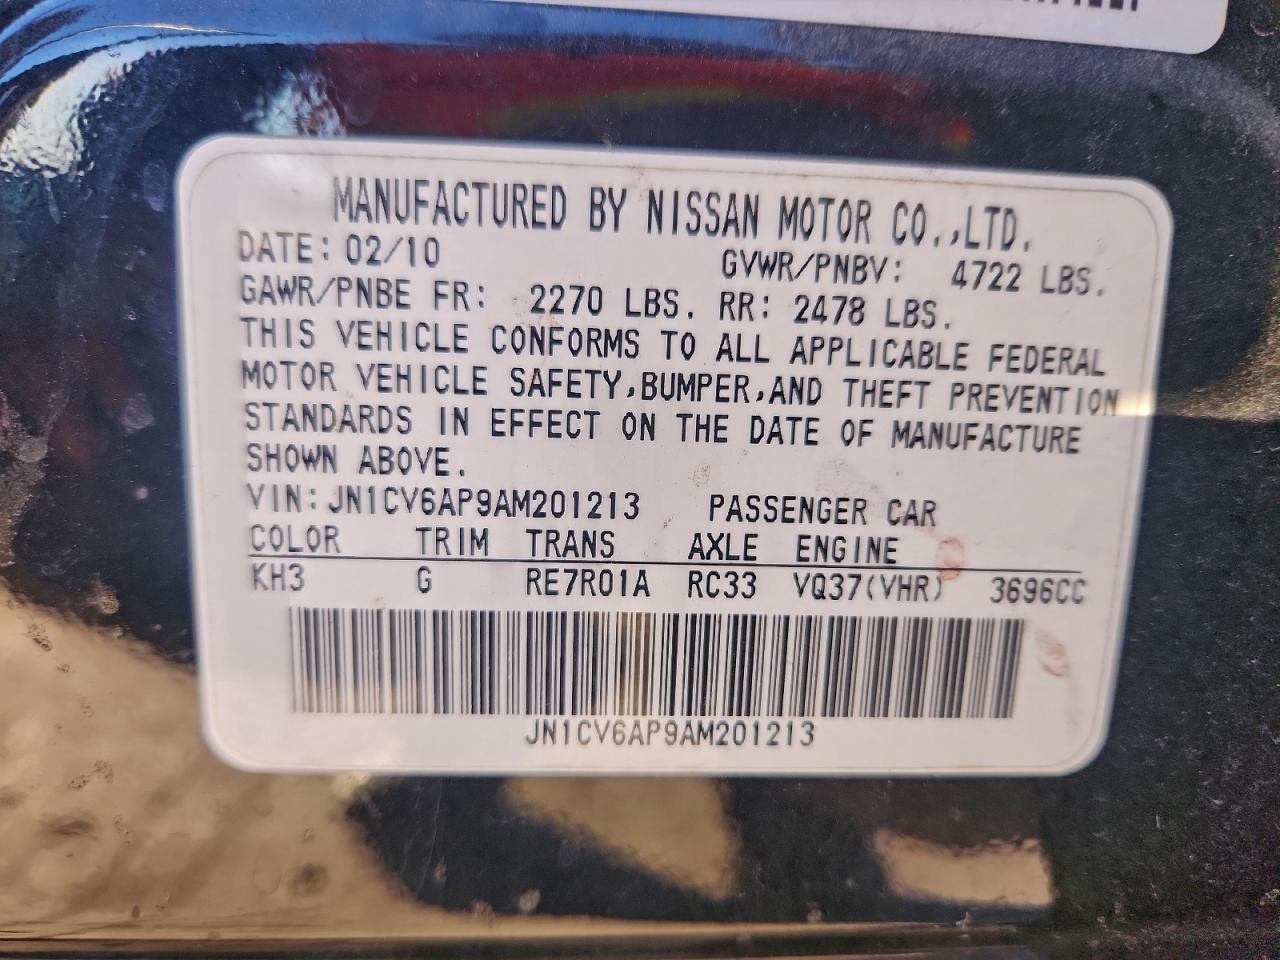 MANUFACTURED BY NISSAN MOTOR CO.,LTD.
DATE: 02/10 GVWR/PNBV: 4722 LBS.
GAWR/PNBE FR: 2270 LBS. RR: 2478 LBS.
THIS VEHICLE CONFORMS TO ALL APPLICABLE FEDERAL
MOTOR VEHICLE SAFETY,BUMPER,AND THEFT PREVENTION
STANDARDS IN EFFECT ON THE DATE OF MANUFACTURE
SHOWN ABOVE.
VIN: JN1CV6AP9AM201213 PASSENGER CAR
COLOR TRIM TRANS AXLE ENGINE
KH3 G RE7R01A RC33 VQ37(VHR) 3696CC
JN1CV6AP9AM201213